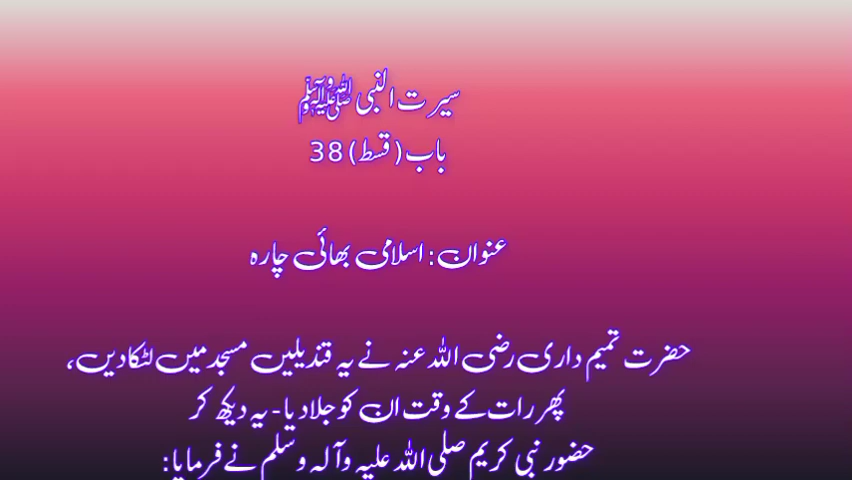 سیرت النبی ﷺ
باب (قسط) 38
عنوان: اسلامی بھائی چارہ
حضرت تمیم داری رضی اللہ عنہ نے یہ قندیلیں مسجد میں لٹکا دیں،
پھر رات کے وقت ان کو جلا دیا - یہ دیکھ کر
حضور نبی کریم صلی اللہ علیہ وآلہ وسلم نے فرمایا: